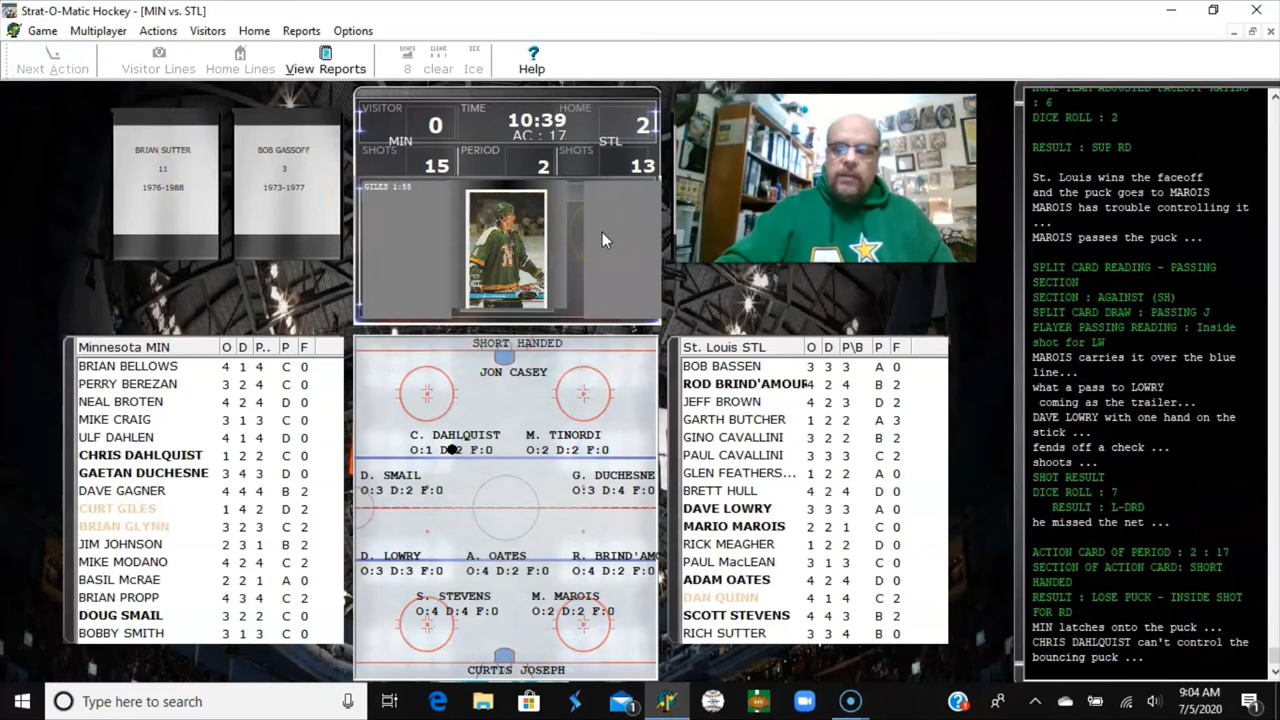 Strat-O-Matic Hockey - [MIN vs. STL]
Game Multiplayer Actions Visitors Home Reports Options
Next Action Visitor Lines Home Lines View Reports 8 clear Ice Help
BRIAN SUTTER
11
1976-1988
BOB GASSOFF
3
1973-1977
VISITOR 0 TIME 10:39 HOME 2
MIN AC : 17 STL
SHOTS 15 PERIOD 2 SHOTS 13
GILES 1:55
Minnesota MIN O D P.. P F
BRIAN BELLOWS 4 1 4 C 0
PERRY BEREZAN 3 2 4 C 0
NEAL BROTEN 4 2 4 D 0
MIKE CRAIG 3 1 3 C 0
ULF DAHLEN 4 1 4 D 0
CHRIS DAHLQUIST 1 2 2 C 0
GAETAN DUCHESNE 3 4 3 D 0
DAVE GAGNER 4 4 4 B 2
CURT GILES 1 4 2 D 2
BRIAN GLYNN 3 2 3 C 2
JIM JOHNSON 2 3 1 B 2
MIKE MODANO 4 2 4 C 2
BASIL McRAE 2 2 1 A 0
BRIAN PROPP 4 3 4 C 2
DOUG SMAIL 3 2 2 C 0
BOBBY SMITH 3 1 3 C 0
SHORT HANDED
JON CASEY
C. DAHLQUIST M. TINORDI
O:1 D:2 F:0 O:2 D:2 F:0
D. SMAIL G. DUCHESNE
O:3 D:2 F:0 O:3 D:4 F:0
D. LOWRY A. OATES R. BRIND'AMO
O:3 D:3 F:0 O:4 D:2 F:0 O:4 D:2 F:0
S. STEVENS M. MAROIS
O:4 D:4 F:0 O:2 D:2 F:0
CURTIS JOSEPH
St. Louis STL O D P\B P F
BOB BASSEN 3 3 3 A 0
ROD BRIND'AMOUR 4 2 4 B 2
JEFF BROWN 4 2 4 D 2
GARTH BUTCHER 1 2 2 A 3
GINO CAVALLINI 3 2 2 B 2
PAUL CAVALLINI 3 3 3 C 2
GLEN FEATHERS... 1 2 2 A 0
BRETT HULL 4 2 4 D 0
DAVE LOWRY 3 3 3 A 0
MARIO MAROIS 2 2 1 C 0
RICK MEAGHER 1 2 2 D 0
PAUL MacLEAN 3 1 3 C 0
ADAM OATES 4 2 4 D 0
DAN QUINN 4 1 4 C 2
SCOTT STEVENS 4 4 3 B 2
RICH SUTTER 3 3 4 B 0
HOME TEAM ADJUSTED FACEOFF RATING
: 6
DICE ROLL : 2
RESULT : SUP RD
St. Louis wins the faceoff
and the puck goes to MAROIS
MAROIS has trouble controlling it
...
MAROIS passes the puck ...
SPLIT CARD READING - PASSING
SECTION
SECTION : AGAINST (SH)
SPLIT CARD DRAW : PASSING J
PLAYER PASSING READING : Inside
shot for LW
MAROIS carries it over the blue
line...
what a pass to LOWRY
coming as the trailer...
DAVE LOWRY with one hand on the
stick ...
fends off a check ...
shoots ...
SHOT RESULT
DICE ROLL : 7
RESULT : L-DRD
he missed the net ...
ACTION CARD OF PERIOD : 2 : 17
SECTION OF ACTION CARD: SHORT
HANDED
RESULT : LOSE PUCK - INSIDE SHOT
FOR RD
MIN latches onto the puck ...
CHRIS DAHLQUIST can't control the
bouncing puck ...
Type here to search
9:04 AM
7/5/2020